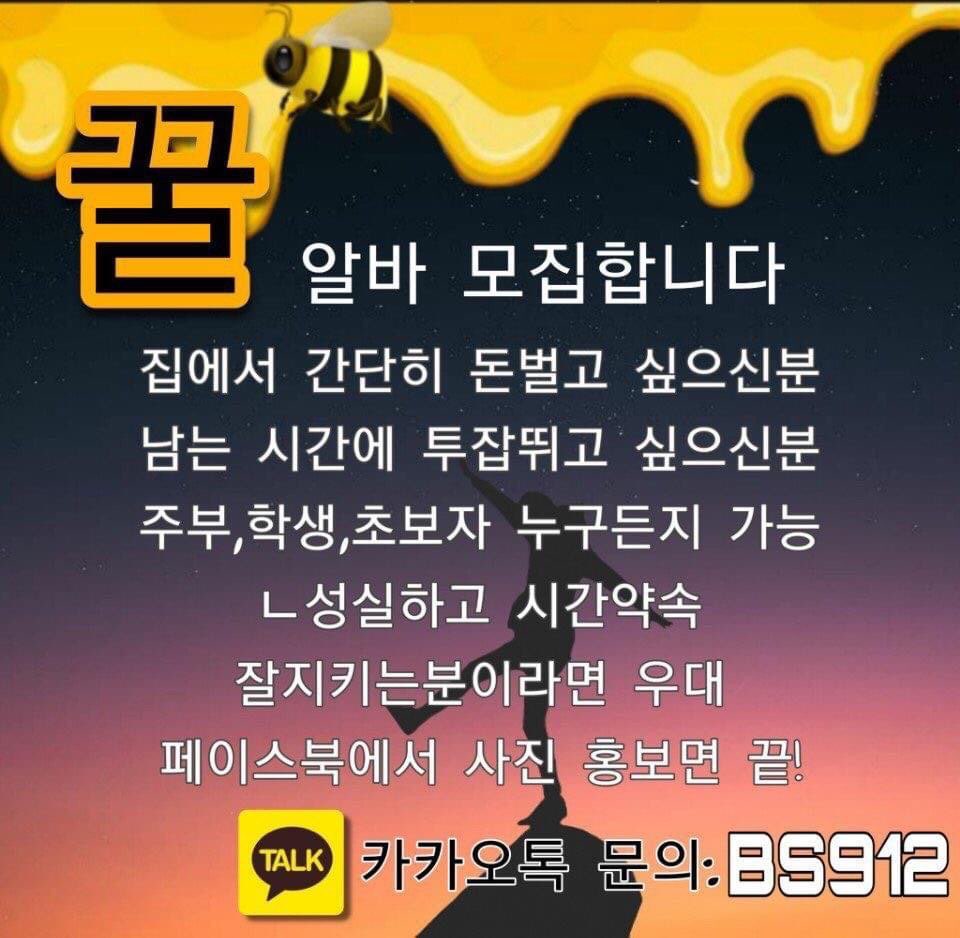 꿀
알바 모집합니다
집에서 간단히 돈벌고 싶으신분
남는 시간에 투잡뛰고 싶으신분
주부,학생,초보자 누구든지 가능
ㄴ성실하고 시간약속
잘지키는분이라면 우대
페이스북에서 사진 홍보면 끝!
TALK 카카오톡 문의:BS912